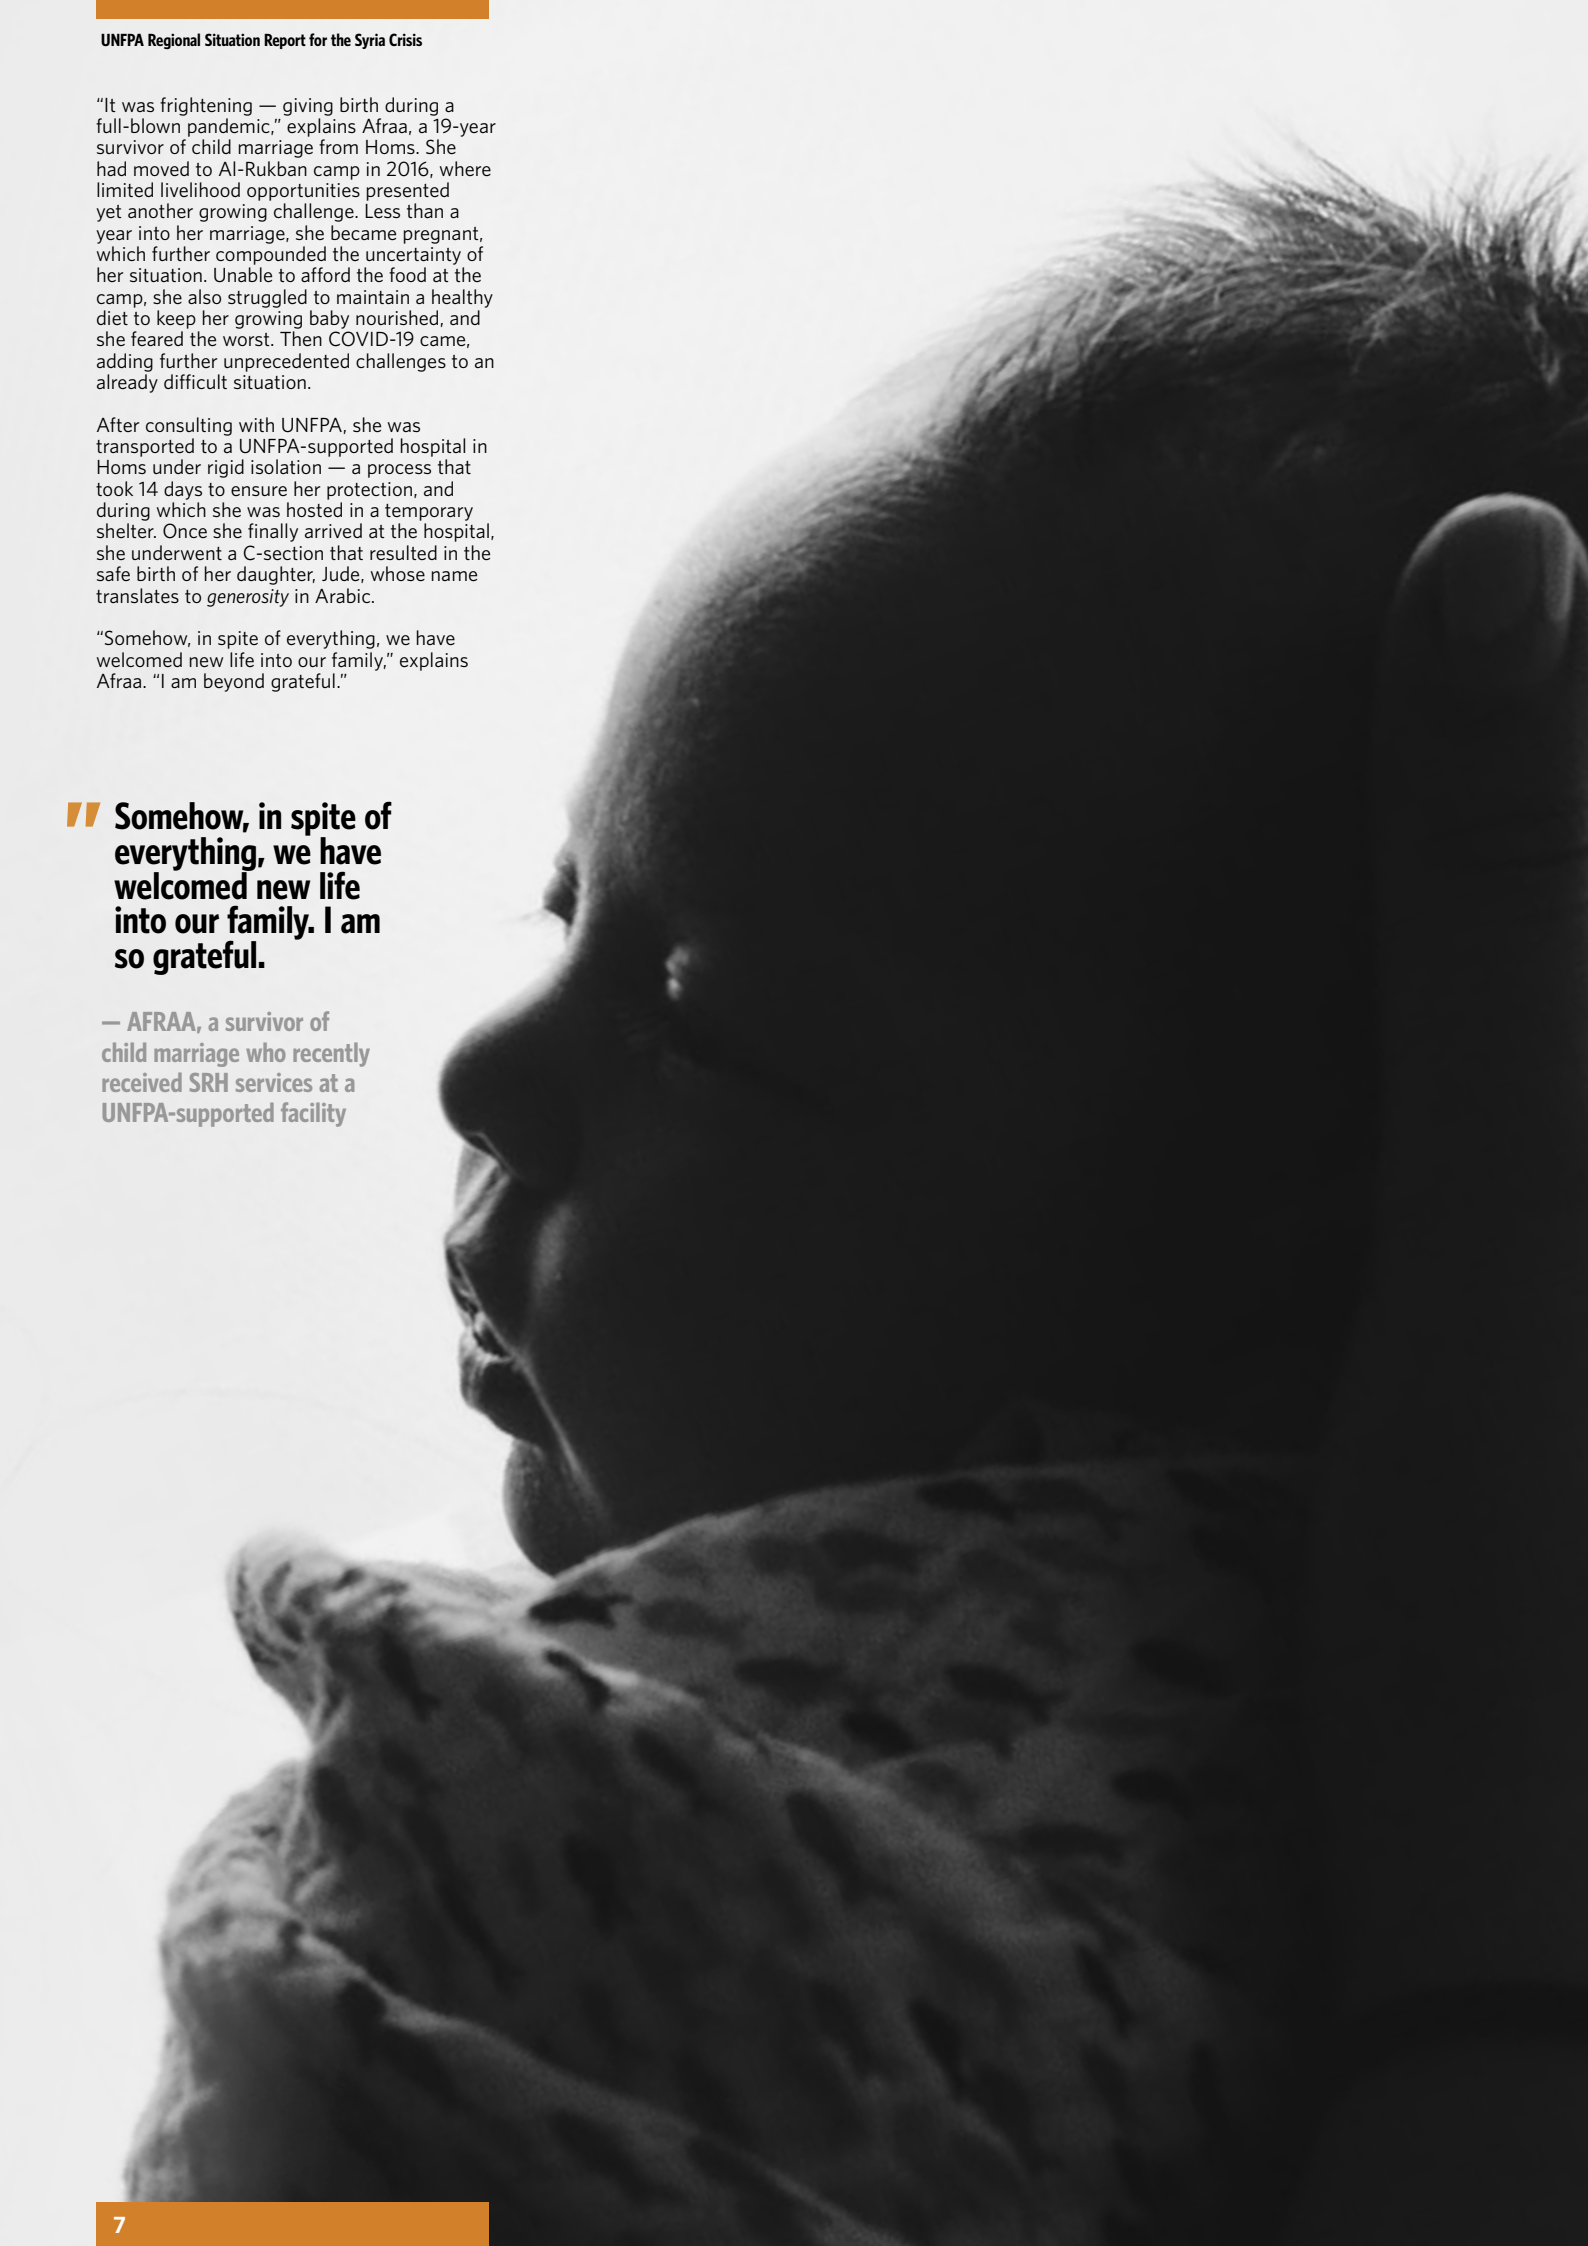 UNFPA Regional Situation Report for the Syria Crisis
“It was frightening — giving birth during a
full-blown pandemic,” explains Afraa, a 19-year
survivor of child marriage from Homs. She
had moved to Al-Rukban camp in 2016, where
limited livelihood opportunities presented
yet another growing challenge. Less than a
year into her marriage, she became pregnant,
which further compounded the uncertainty of
her situation. Unable to afford the food at the
camp, she also struggled to maintain a healthy
diet to keep her growing baby nourished, and
she feared the worst. Then COVID-19 came,
adding further unprecedented challenges to an
already difficult situation.
After consulting with UNFPA, she was
transported to a UNFPA-supported hospital in
Homs under rigid isolation — a process that
took 14 days to ensure her protection, and
during which she was hosted in a temporary
shelter. Once she finally arrived at the hospital,
she underwent a C-section that resulted in the
safe birth of her daughter, Jude, whose name
translates to generosity in Arabic.
“Somehow, in spite of everything, we have
welcomed new life into our family,” explains
Afraa. “I am beyond grateful.”
" Somehow, in spite of
everything, we have
welcomed new life
into our family. I am
so grateful.
— AFRAA, a survivor of
child marriage who recently
received SRH services at a
UNFPA-supported facility
7